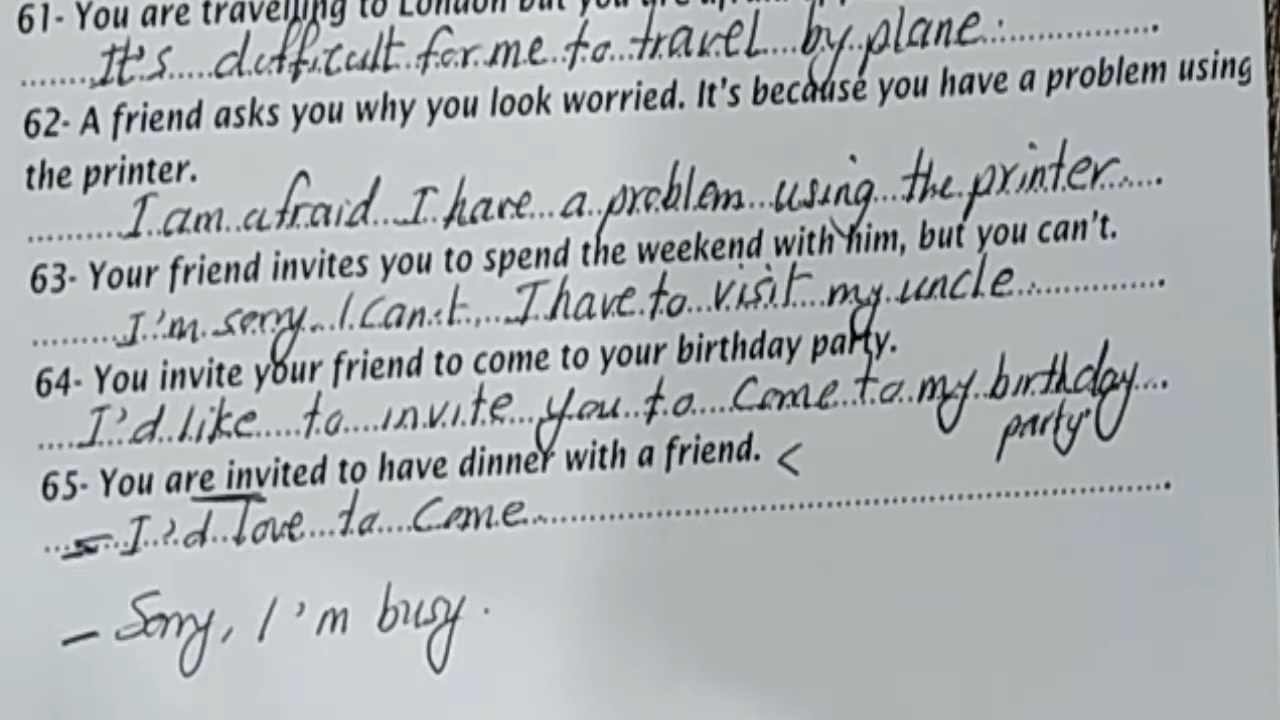 61- You are travelling to London but you
It's difficult for me to travel by plane.
62- A friend asks you why you look worried. It's because you have a problem using
the printer.
I am afraid I have a problem using the printer
63- Your friend invites you to spend the weekend with him, but you can't.
I'm sorry I can't, I have to visit my uncle
64- You invite your friend to come to your birthday party.
I'd like to invite you to come to my birthday
party
65- You are invited to have dinner with a friend. <
- I'd love to come
- Sorry, I'm busy.